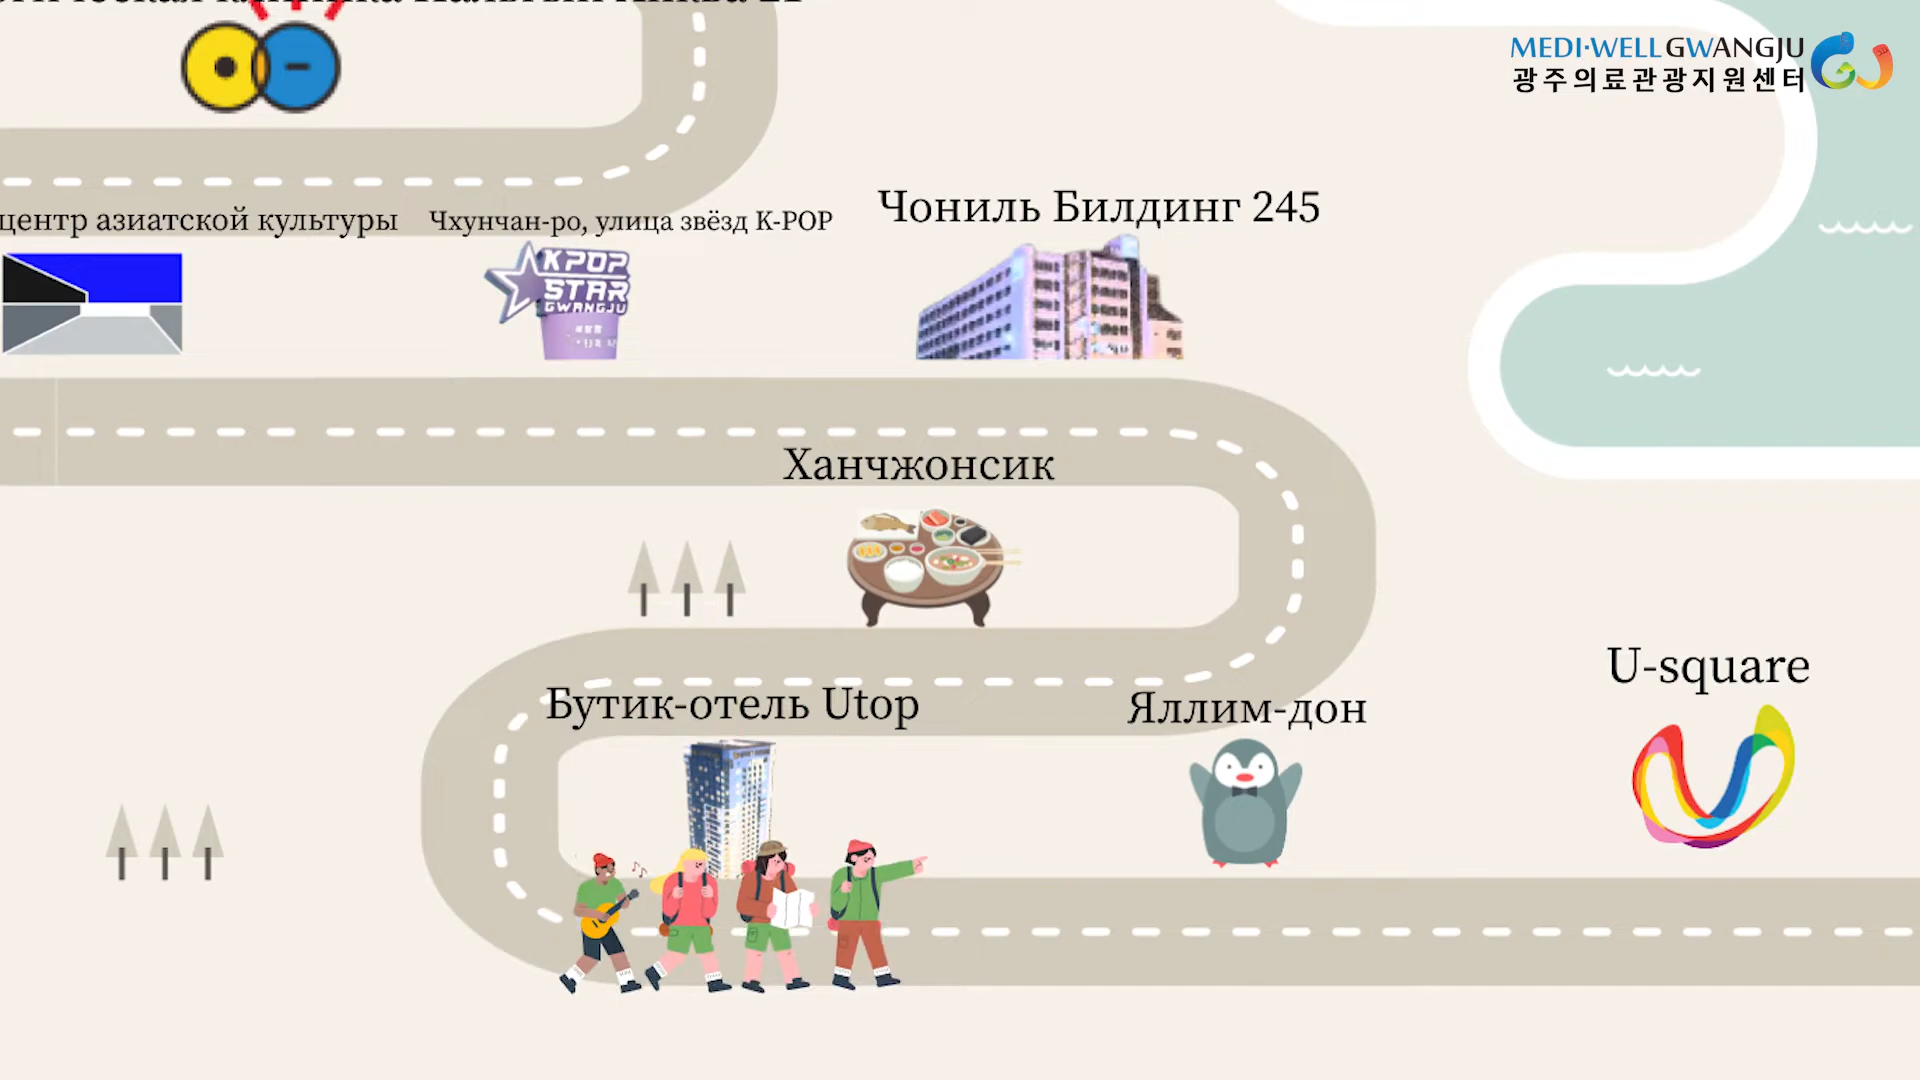 MEDI·WELL GWANGJU
광주의료관광지원센터
центр азиатской культуры
Чхунчан-ро, улица звёзд K-POP
Чониль Билдинг 245
KPOP
STAR
GWANGJU
Ханчжонсик
U-square
Бутик-отель Utop
Яллим-дон